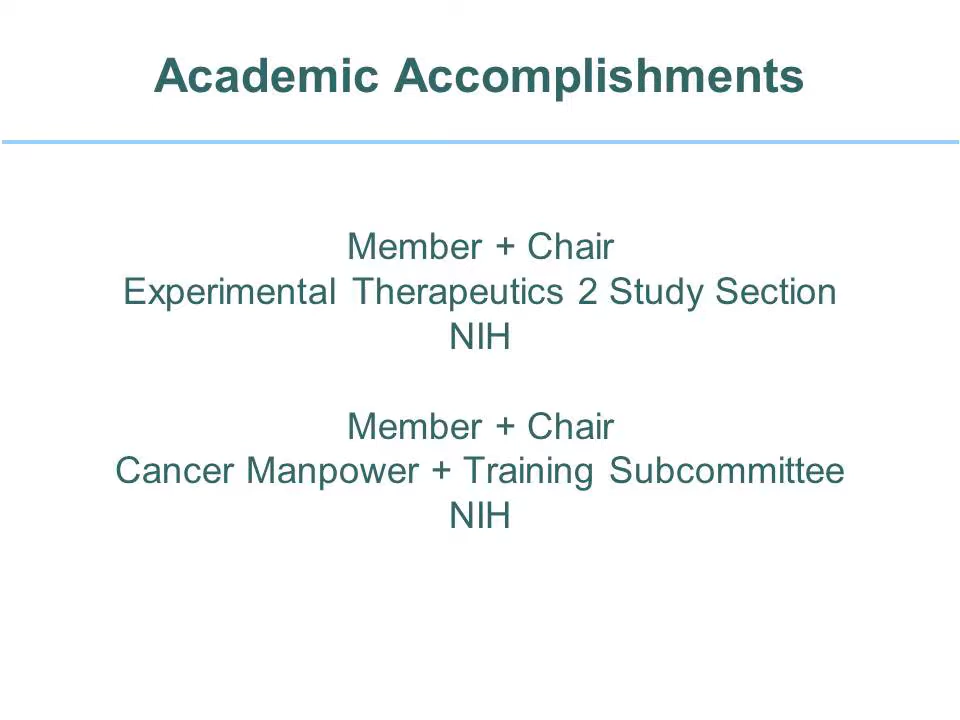 Academic Accomplishments
Member + Chair
Experimental Therapeutics 2 Study Section
NIH
Member + Chair
Cancer Manpower + Training Subcommittee
NIH